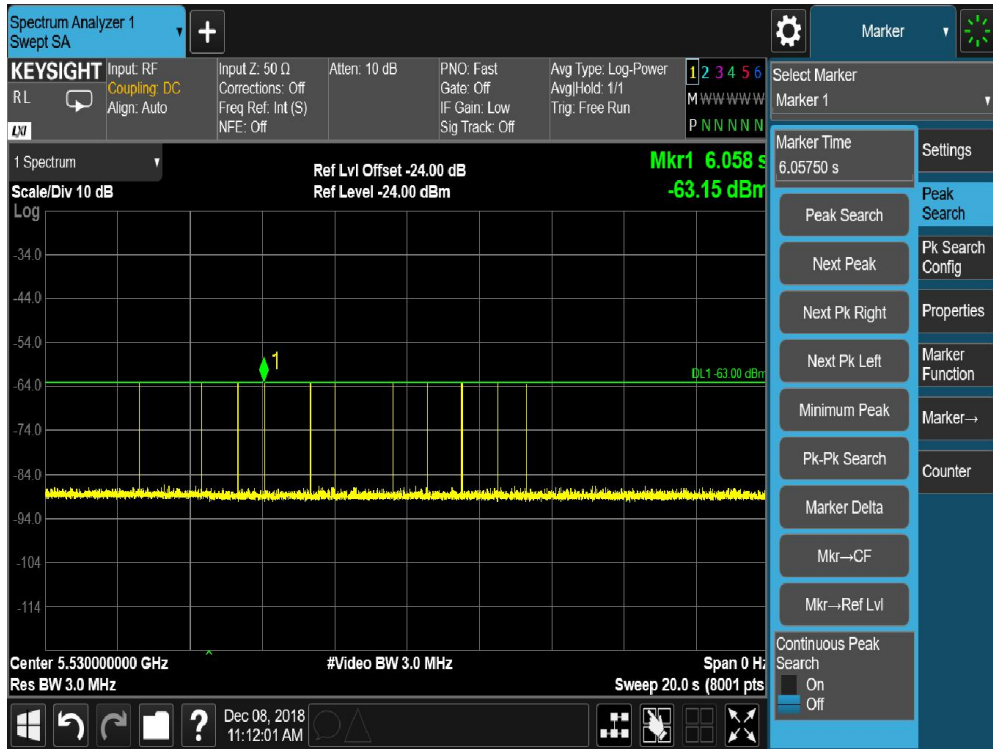 Spectrum Analyzer 1
Swept SA
+
Marker
KEYSIGHT
RL
LXI
Input: RF
Coupling: DC
Align: Auto
Input Z: 50 Ω
Corrections: Off
Freq Ref: Int (S)
NFE: Off
Atten: 10 dB
PNO: Fast
Gate: Off
IF Gain: Low
Sig Track: Off
Avg Type: Log-Power
Avg|Hold: 1/1
Trig: Free Run
1 2 3 4 5 6
M W W W W W
P N N N N N
Select Marker
Marker 1
1 Spectrum
Scale/Div 10 dB
Log
Ref Lvl Offset -24.00 dB
Ref Level -24.00 dBm
Mkr1 6.058 s
-63.15 dBm
-34.0
-44.0
-54.0
-64.0
-74.0
-84.0
-94.0
-104
-114
1
DL1 -63.00 dBm
Center 5.530000000 GHz
Res BW 3.0 MHz
#Video BW 3.0 MHz
Span 0 Hz
Sweep 20.0 s (8001 pts
Marker Time
6.05750 s
Peak Search
Next Peak
Next Pk Right
Next Pk Left
Minimum Peak
Pk-Pk Search
Marker Delta
Mkr→CF
Mkr→Ref Lvl
Continuous Peak
Search
On
Off
Settings
Peak
Search
Pk Search
Config
Properties
Marker
Function
Marker→
Counter
?
Dec 08, 2018
11:12:01 AM